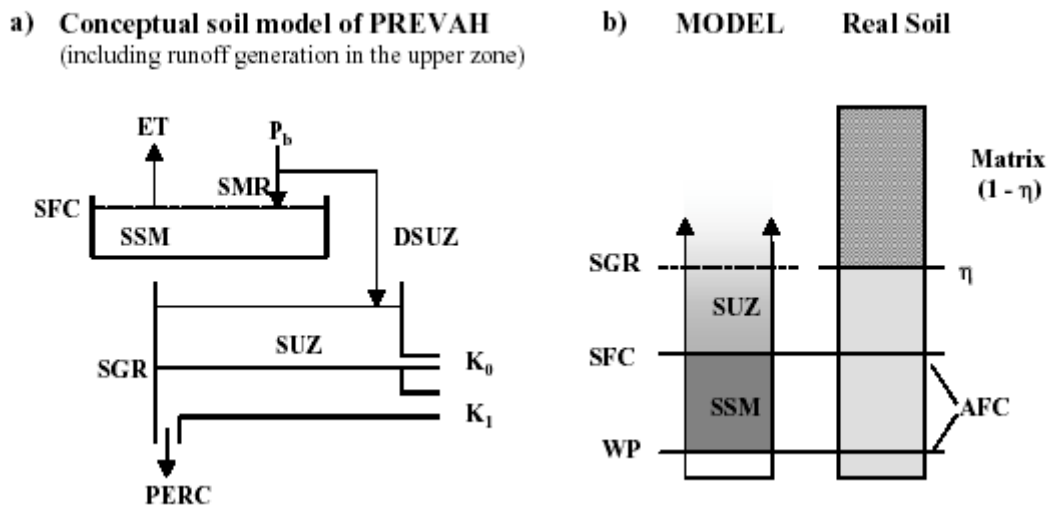 a) Conceptual soil model of PREVAH
(including runoff generation in the upper zone)
ET
P_b
SMR
SFC
SSM
DSUZ
SUZ
SGR
K_0
K_1
PERC
b) MODEL Real Soil
Matrix
(1 - η)
SGR
η
SUZ
SFC
SSM
AFC
WP